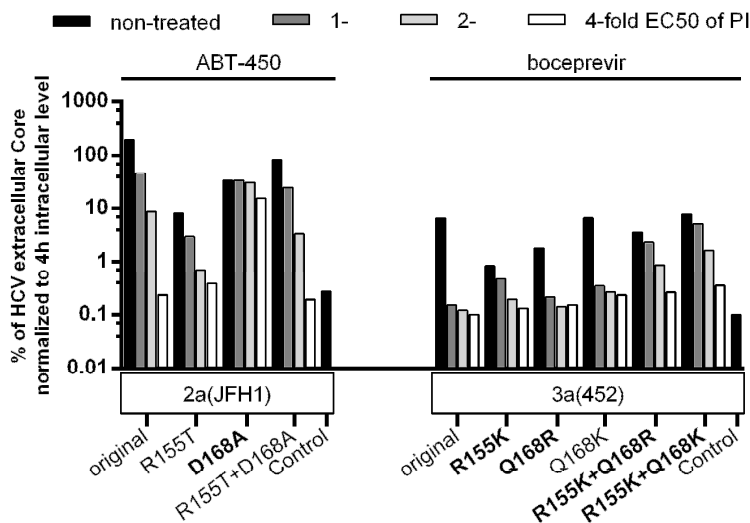 non-treated 1- 2- 4-fold EC50 of PI
ABT-450 boceprevir
% of HCV extracellular Core
normalized to 4h intracellular level
1000
100
10
1
0.1
0.01
2a(JFH1) 3a(452)
original
R155T
D168A
R155T+D168A
Control
original
R155K
Q168R
Q168K
R155K+Q168R
R155K+Q168K
Control